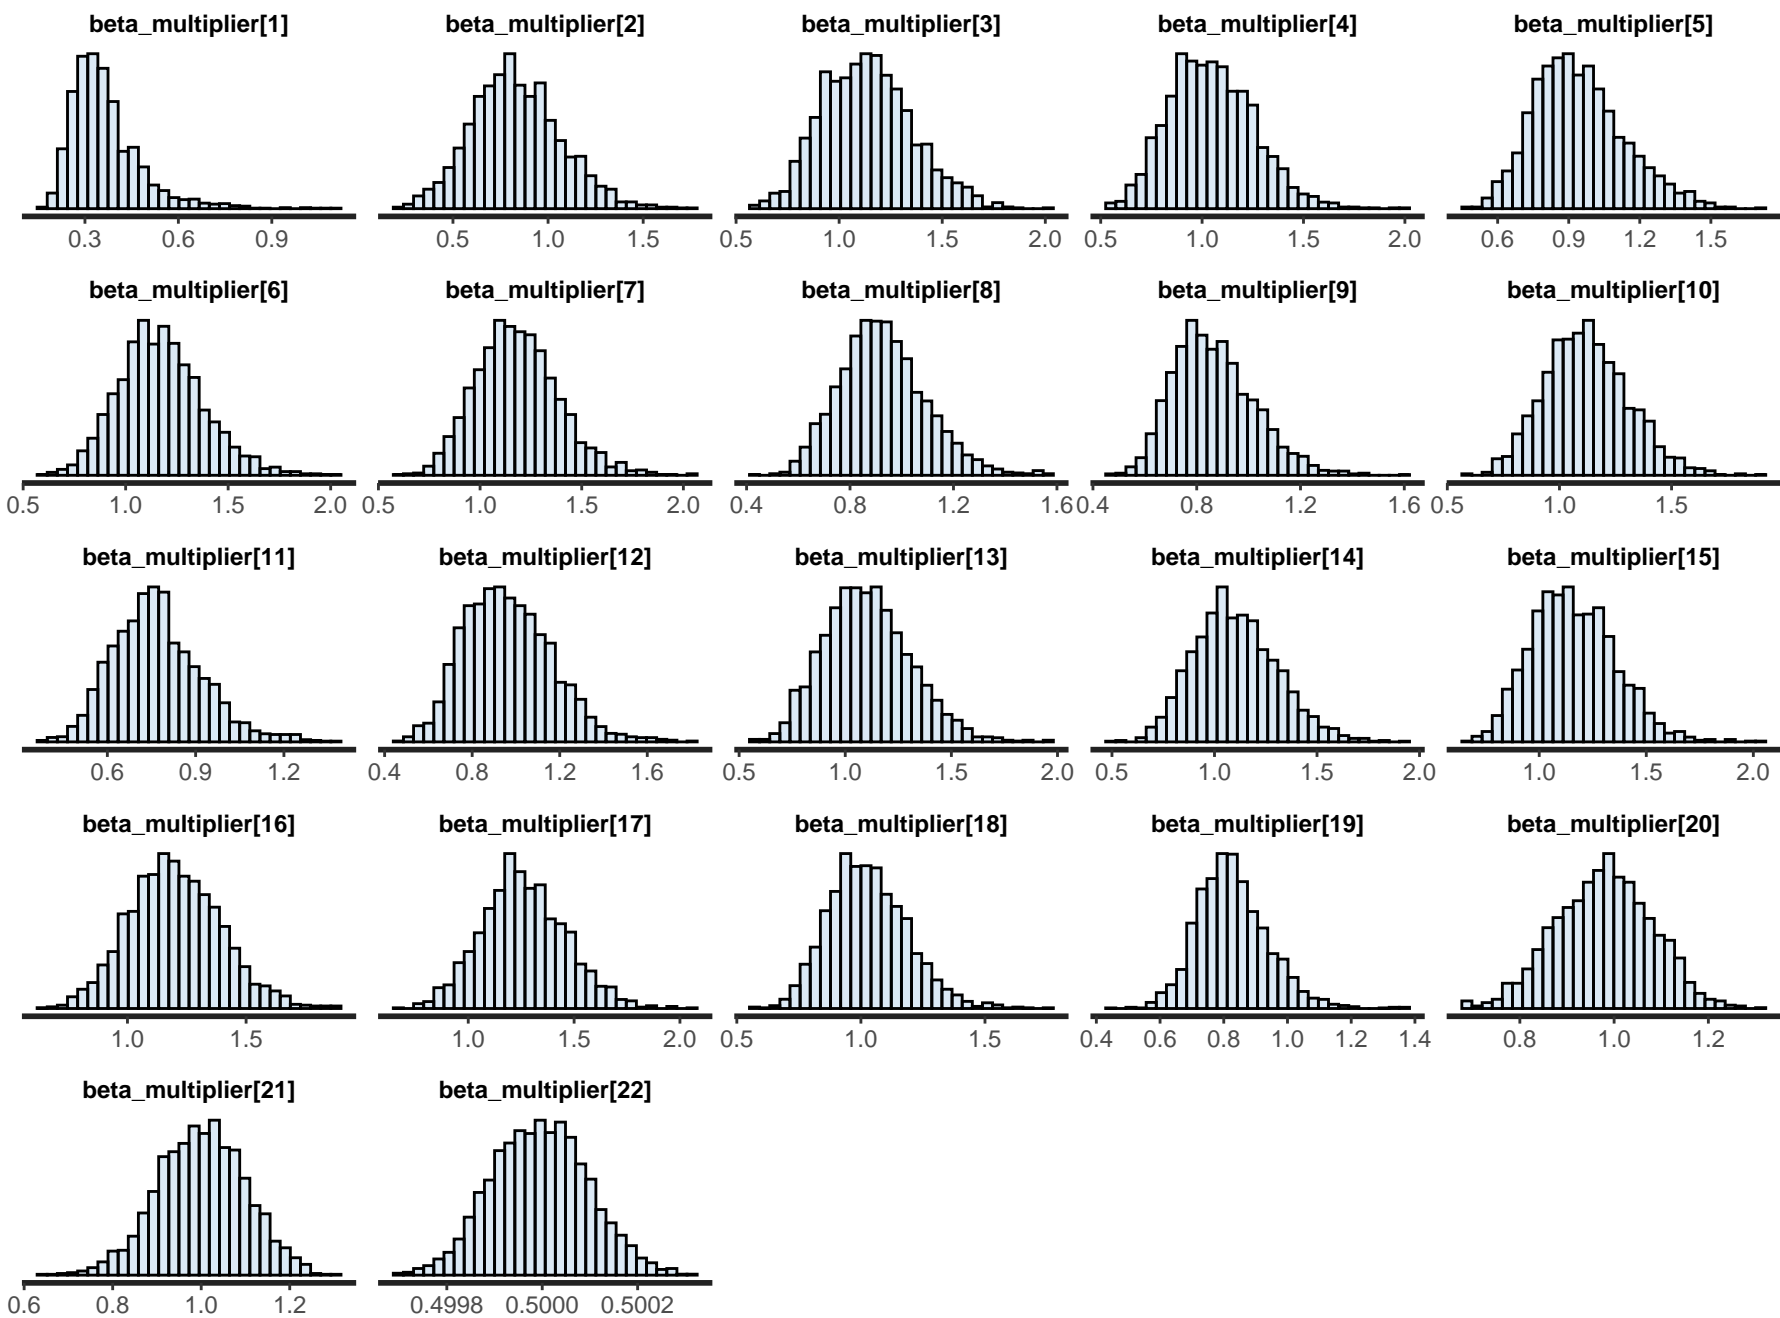 beta_multiplier[1] beta_multiplier[2] beta_multiplier[3] beta_multiplier[4] beta_multiplier[5]
0.3 0.6 0.9 0.5 1.0 1.5 0.5 1.0 1.5 2.0 0.5 1.0 1.5 2.0 0.6 0.9 1.2 1.5
beta_multiplier[6] beta_multiplier[7] beta_multiplier[8] beta_multiplier[9] beta_multiplier[10]
0.5 1.0 1.5 2.0 0.5 1.0 1.5 2.0 0.4 0.8 1.2 1.6 0.4 0.8 1.2 1.6 0.5 1.0 1.5
beta_multiplier[11] beta_multiplier[12] beta_multiplier[13] beta_multiplier[14] beta_multiplier[15]
0.6 0.9 1.2 0.4 0.8 1.2 1.6 0.5 1.0 1.5 2.0 0.5 1.0 1.5 2.0 1.0 1.5 2.0
beta_multiplier[16] beta_multiplier[17] beta_multiplier[18] beta_multiplier[19] beta_multiplier[20]
1.0 1.5 1.0 1.5 2.0 0.5 1.0 1.5 0.4 0.6 0.8 1.0 1.2 1.4 0.8 1.0 1.2
beta_multiplier[21] beta_multiplier[22]
0.6 0.8 1.0 1.2 0.4998 0.5000 0.5002